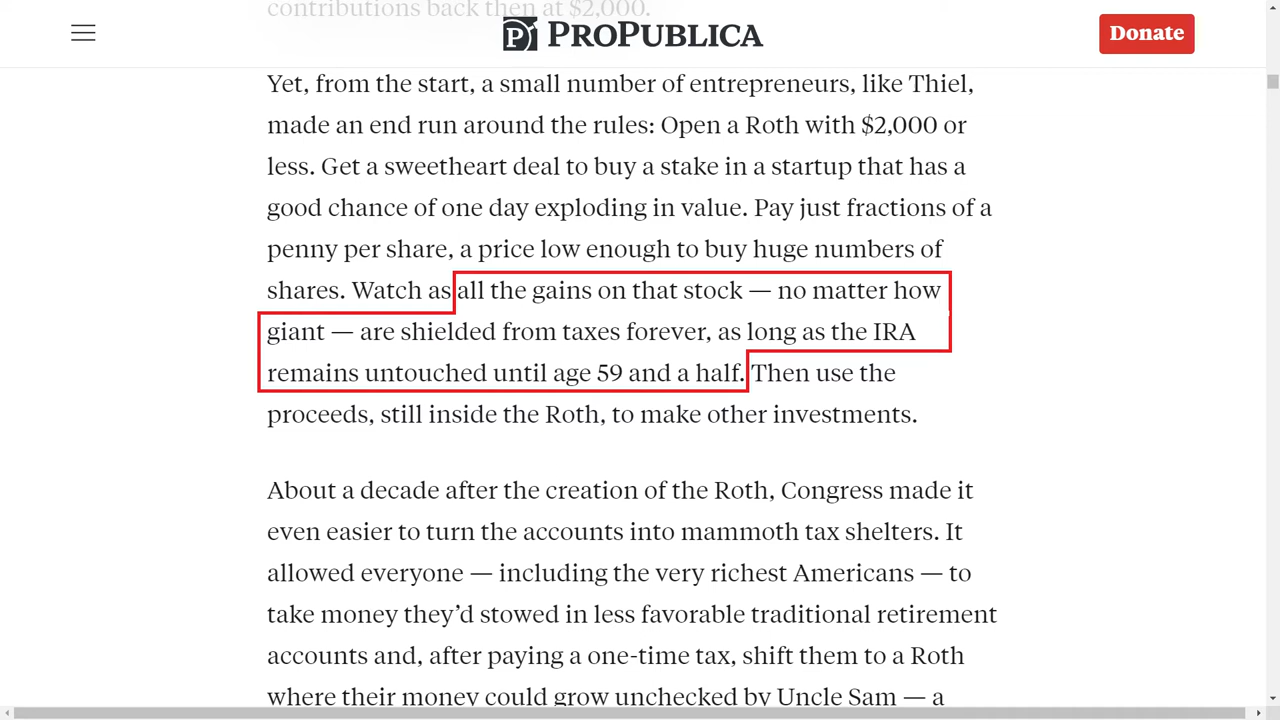 contributions back then at $2,000.
PROPUBLICA
Donate
Yet, from the start, a small number of entrepreneurs, like Thiel,
made an end run around the rules: Open a Roth with $2,000 or
less. Get a sweetheart deal to buy a stake in a startup that has a
good chance of one day exploding in value. Pay just fractions of a
penny per share, a price low enough to buy huge numbers of
shares. Watch as all the gains on that stock — no matter how
giant — are shielded from taxes forever, as long as the IRA
remains untouched until age 59 and a half. Then use the
proceeds, still inside the Roth, to make other investments.
About a decade after the creation of the Roth, Congress made it
even easier to turn the accounts into mammoth tax shelters. It
allowed everyone — including the very richest Americans — to
take money they’d stowed in less favorable traditional retirement
accounts and, after paying a one-time tax, shift them to a Roth
where their money could grow unchecked by Uncle Sam — a